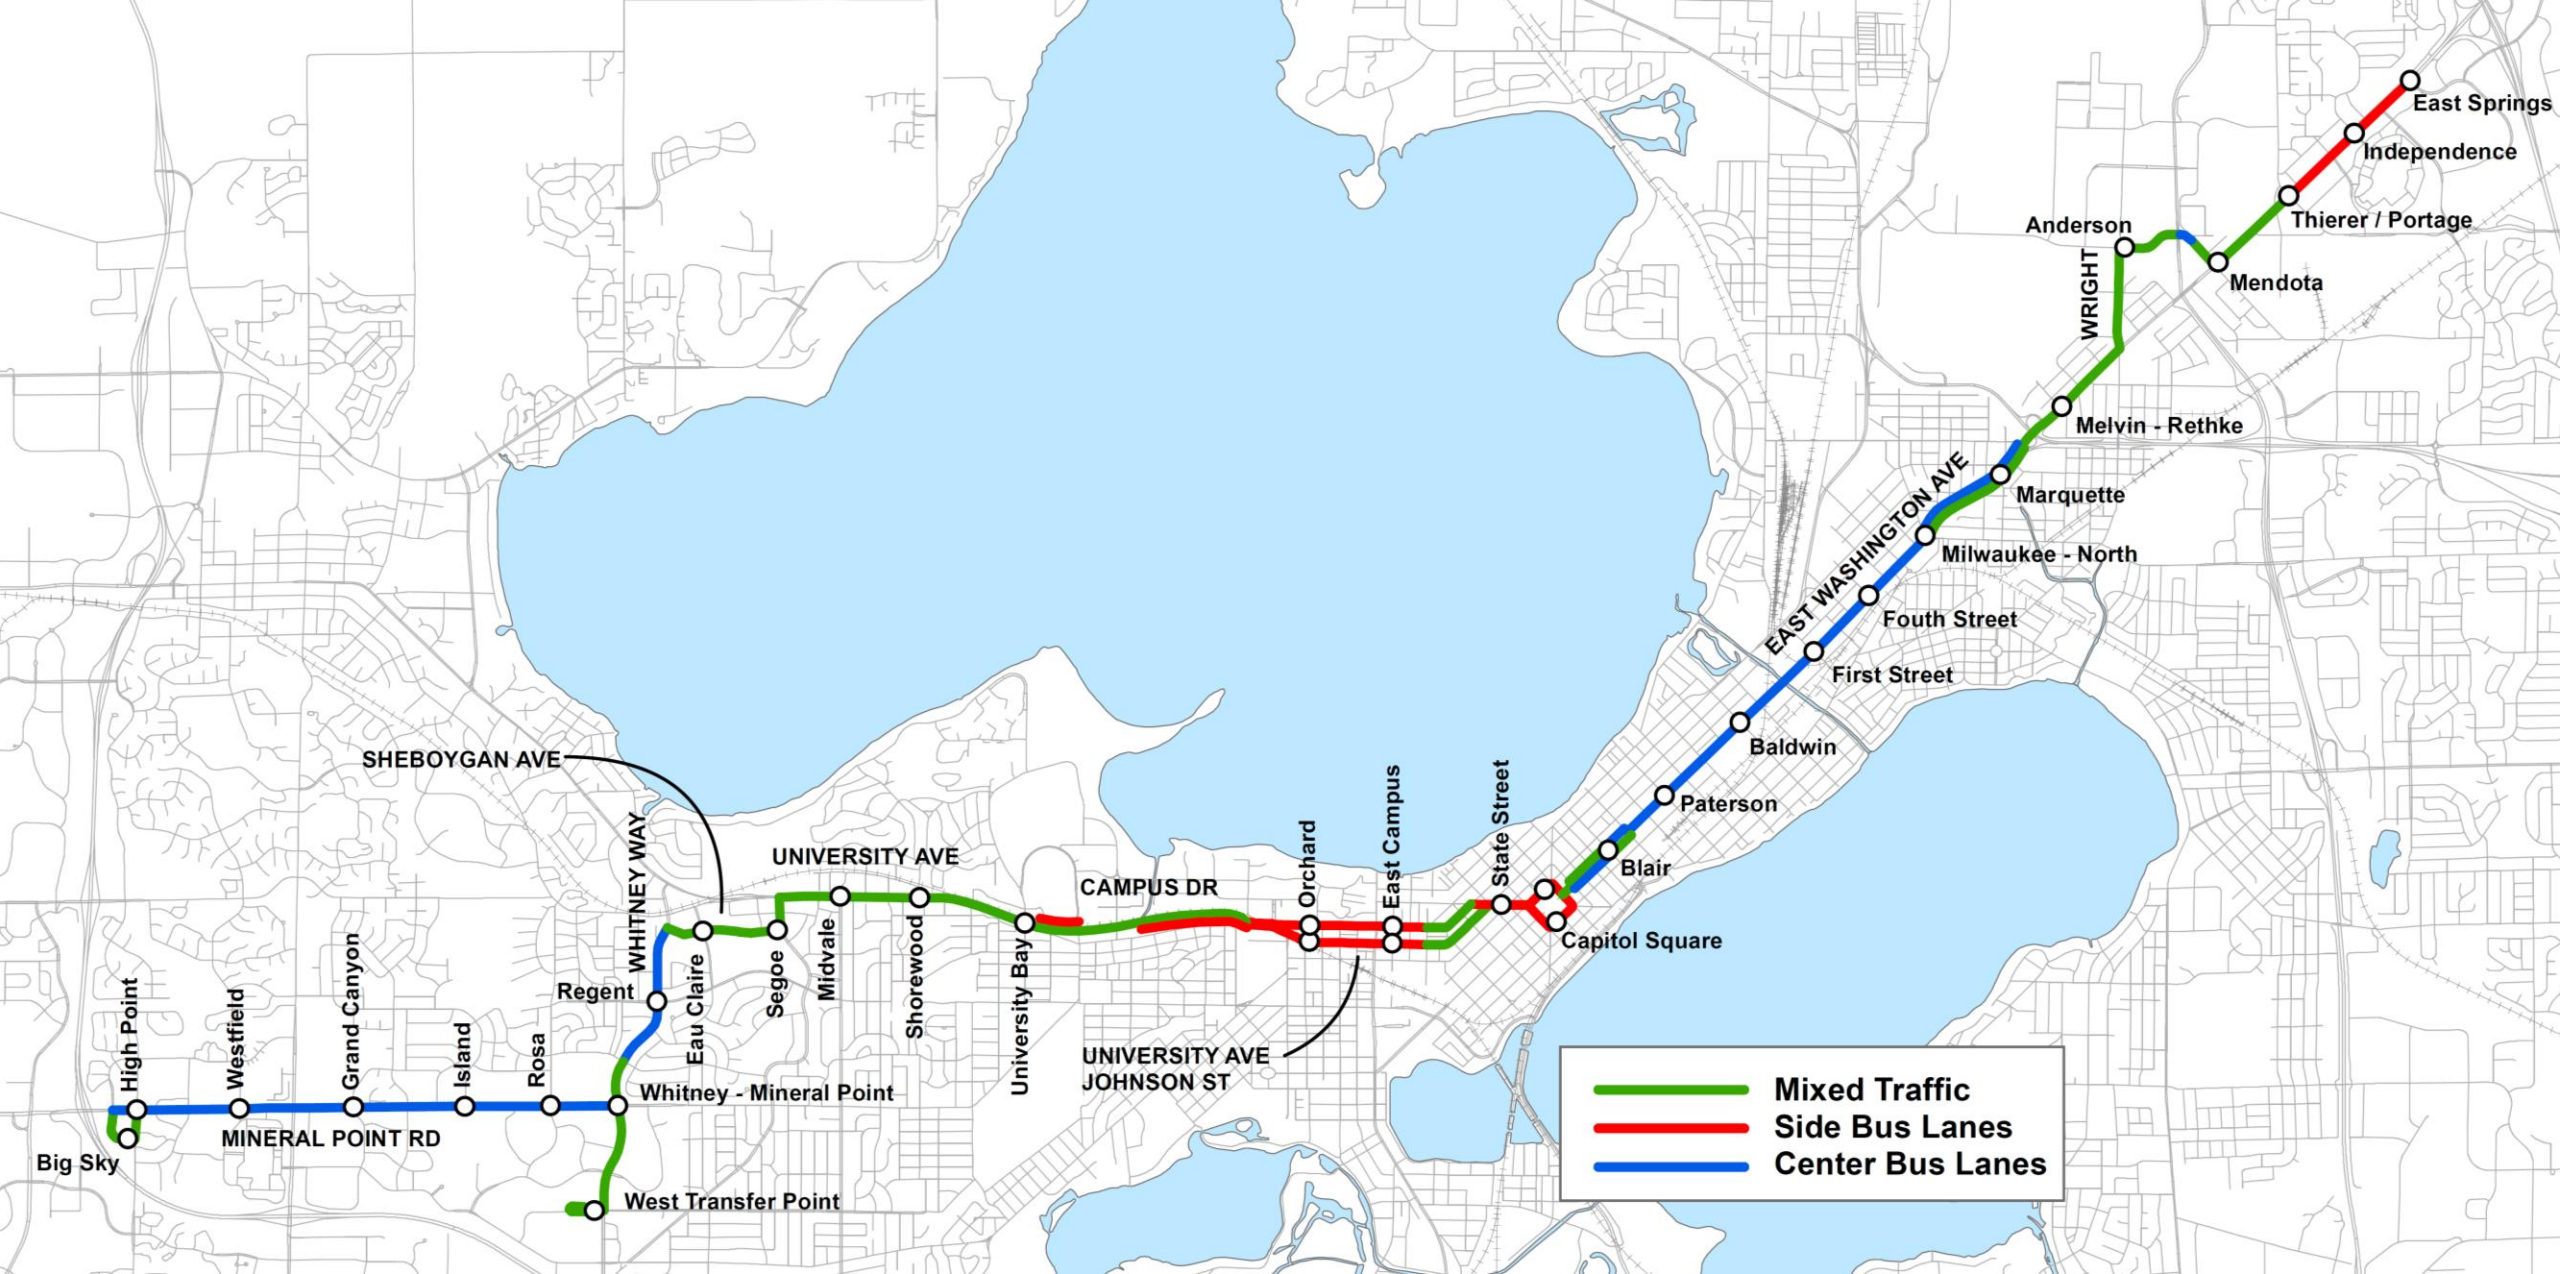 East Springs
Independence
Thierer / Portage
Anderson
WRIGHT
Mendota
Melvin - Rethke
EAST WASHINGTON AVE
Marquette
Milwaukee - North
Fouth Street
First Street
Baldwin
Paterson
Blair
State Street
Capitol Square
East Campus
Orchard
CAMPUS DR
UNIVERSITY AVE
JOHNSON ST
SHEBOYGAN AVE
WHITNEY WAY
UNIVERSITY AVE
University Bay
Shorewood
Midvale
Segoe
Eau Claire
Regent
Whitney - Mineral Point
West Transfer Point
Rosa
Island
Grand Canyon
Westfield
High Point
MINERAL POINT RD
Big Sky
Mixed Traffic
Side Bus Lanes
Center Bus Lanes